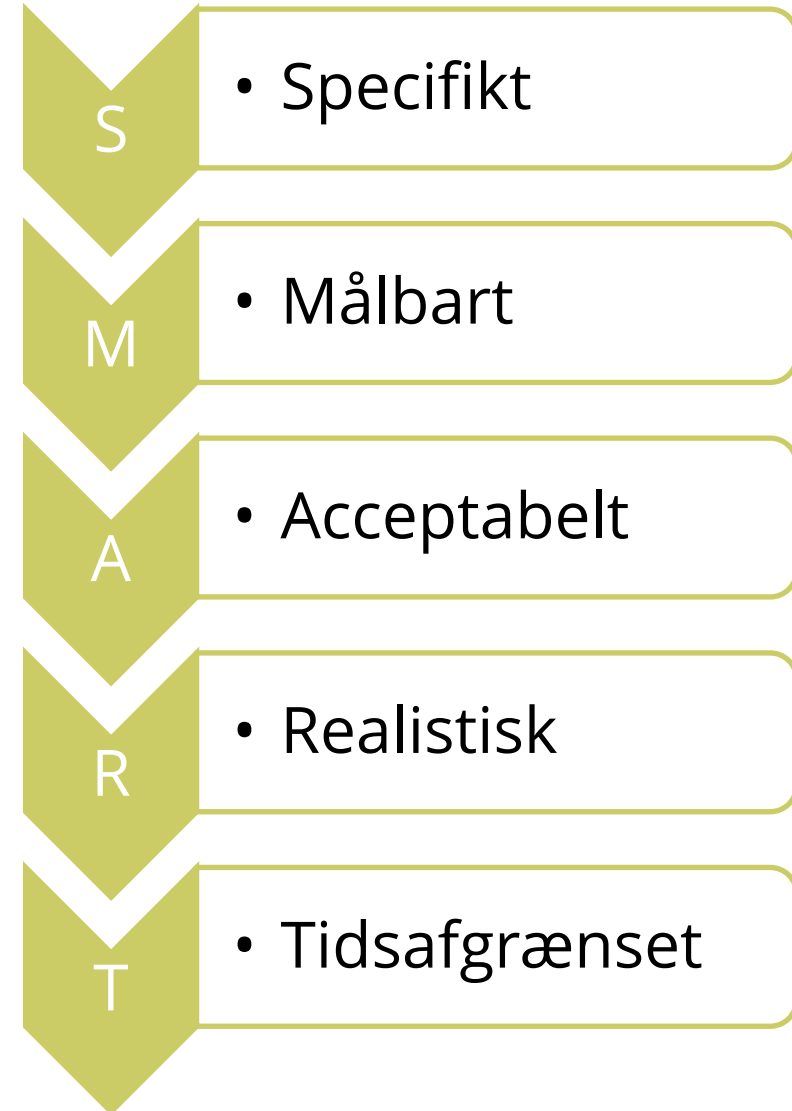 S
• Specifikt
M
• Målbart
A
• Acceptabelt
R
• Realistisk
T
• Tidsafgrænset